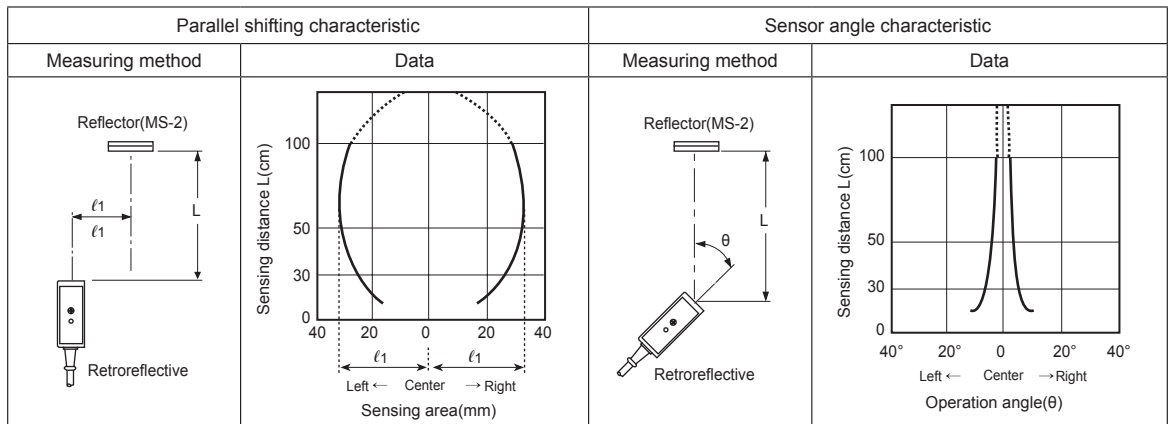 Parallel shifting characteristic
Sensor angle characteristic
Measuring method
Data
Measuring method
Data
Reflector(MS-2)
ℓ1
ℓ1
L
Retroreflective
Sensing distance L(cm)
100
50
30
0
40 20 0 20 40
ℓ1 ℓ1
Left ← Center → Right
Sensing area(mm)
Reflector(MS-2)
L
θ
Retroreflective
Sensing distance L(cm)
100
50
30
0
40° 20° 0 20° 40°
Left ← Center →Right
Operation angle(θ)